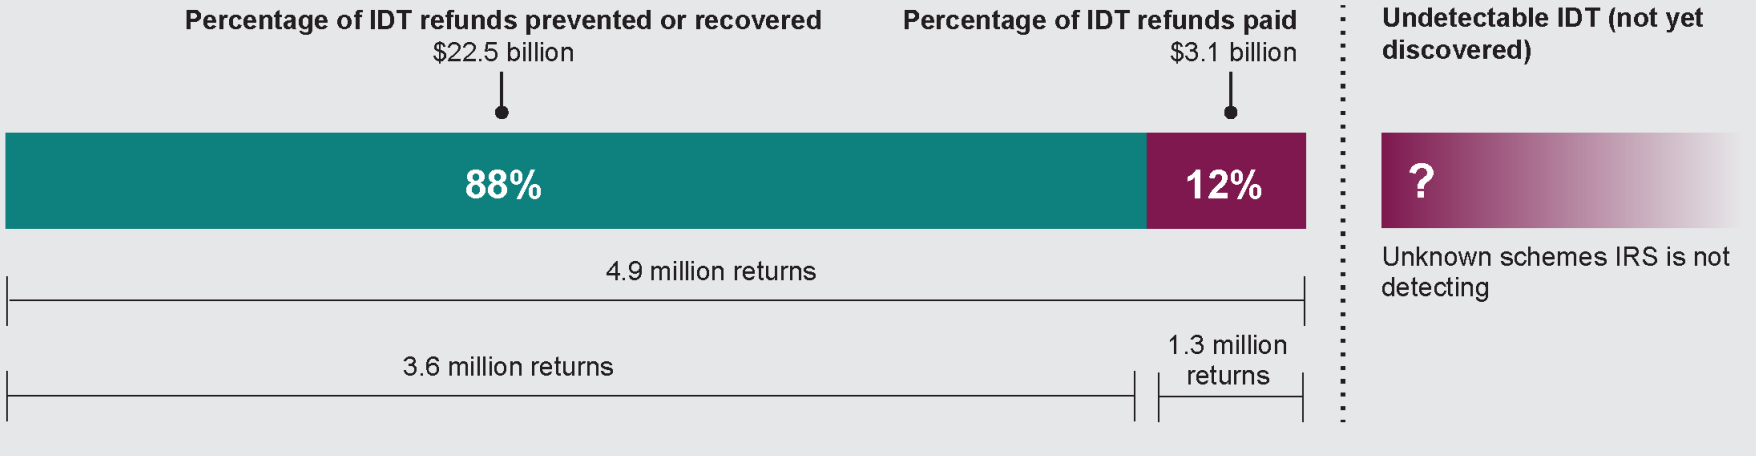 Percentage of IDT refunds prevented or recovered
$22.5 billion
Percentage of IDT refunds paid
$3.1 billion
Undetectable IDT (not yet
discovered)
88%
12%
?
Unknown schemes IRS is not
detecting
4.9 million returns
3.6 million returns
1.3 million
returns